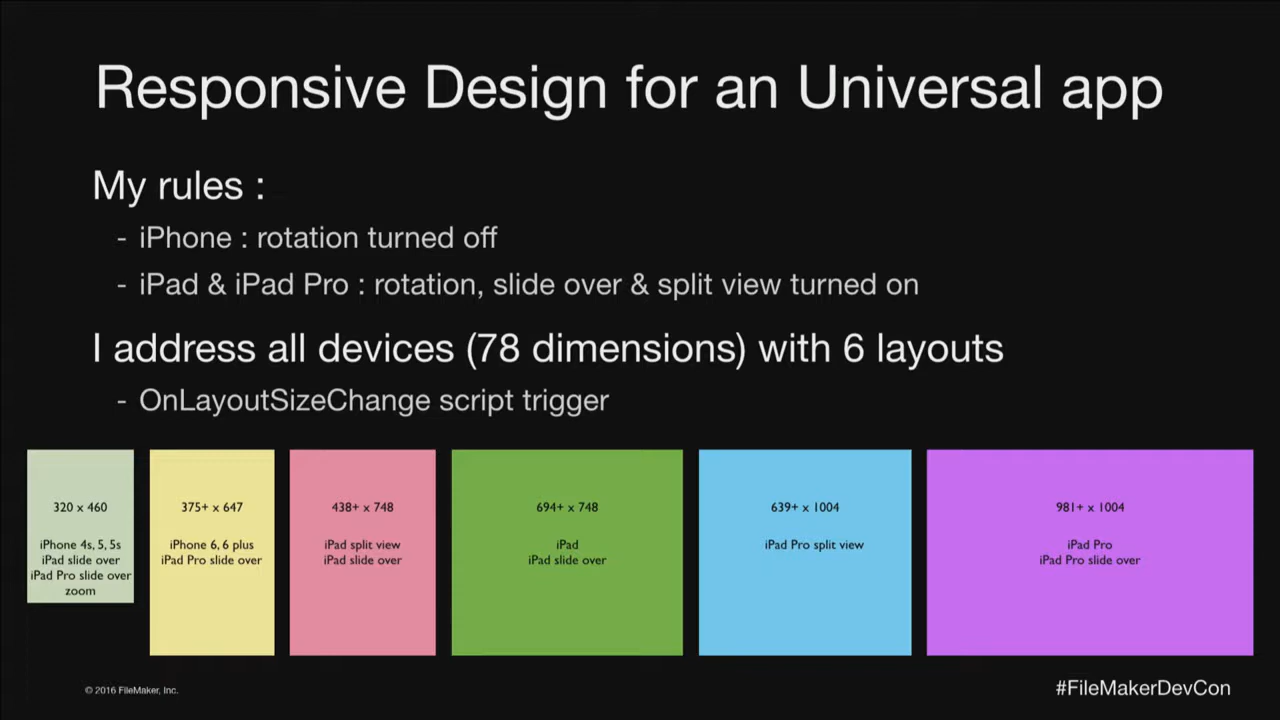 Responsive Design for an Universal app
My rules :
- iPhone : rotation turned off
- iPad & iPad Pro : rotation, slide over & split view turned on
I address all devices (78 dimensions) with 6 layouts
- OnLayoutSizeChange script trigger
320 x 460
iPhone 4s, 5, 5s
iPad slide over
iPad Pro slide over
zoom
375+ x 647
iPhone 6, 6 plus
iPad Pro slide over
438+ x 748
iPad split view
iPad slide over
694+ x 748
iPad
iPad slide over
639+ x 1004
iPad Pro split view
981+ x 1004
iPad Pro
iPad Pro slide over
© 2016 FileMaker, Inc.
#FileMakerDevCon